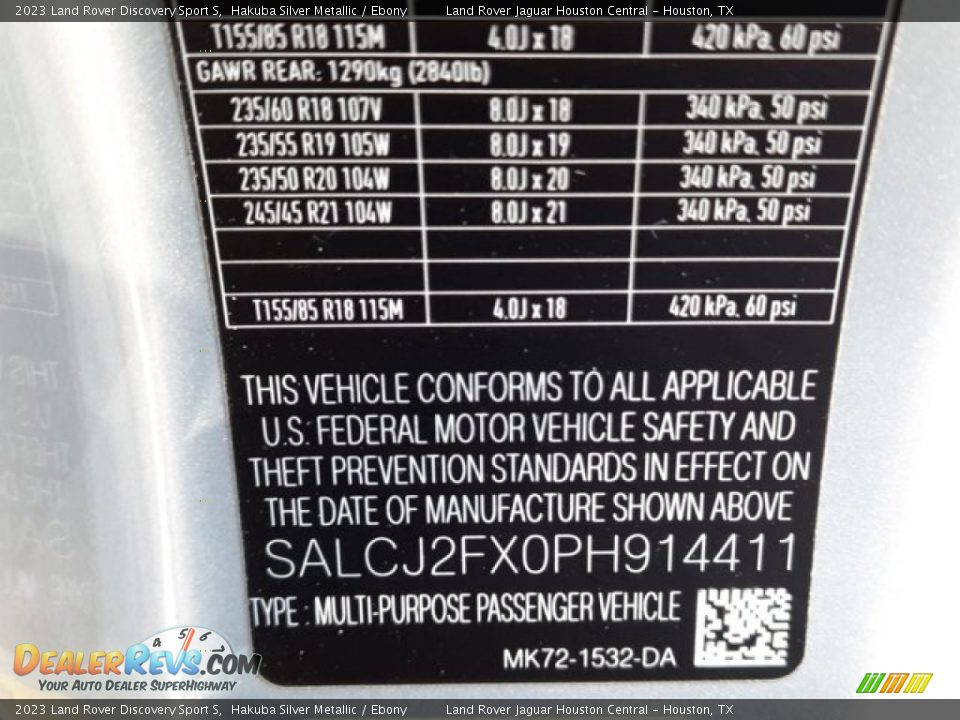 2023 Land Rover Discovery Sport S, Hakuba Silver Metallic / Ebony Land Rover Jaguar Houston Central - Houston, TX
T155/85 R18 115M 4.0J x 18 420 kPa, 60 psi
GAWR REAR: 1290kg (2840lb)
235/60 R18 107V 8.0J x 18 340 kPa, 50 psi
235/55 R19 105W 8.0J x 19 340 kPa, 50 psi
235/50 R20 104W 8.0J x 20 340 kPa, 50 psi
245/45 R21 104W 8.0J x 21 340 kPa, 50 psi
T155/85 R18 115M 4.0J x 18 420 kPa, 60 psi
THIS VEHICLE CONFORMS TO ALL APPLICABLE
U.S. FEDERAL MOTOR VEHICLE SAFETY AND
THEFT PREVENTION STANDARDS IN EFFECT ON
THE DATE OF MANUFACTURE SHOWN ABOVE
SALCJ2FX0PH914411
TYPE : MULTI-PURPOSE PASSENGER VEHICLE
MK72-1532-DA
4 5 6 7
DEALERREVS.COM
YOUR AUTO DEALER SUPERHIGHWAY
2023 Land Rover Discovery Sport S, Hakuba Silver Metallic / Ebony Land Rover Jaguar Houston Central - Houston, TX